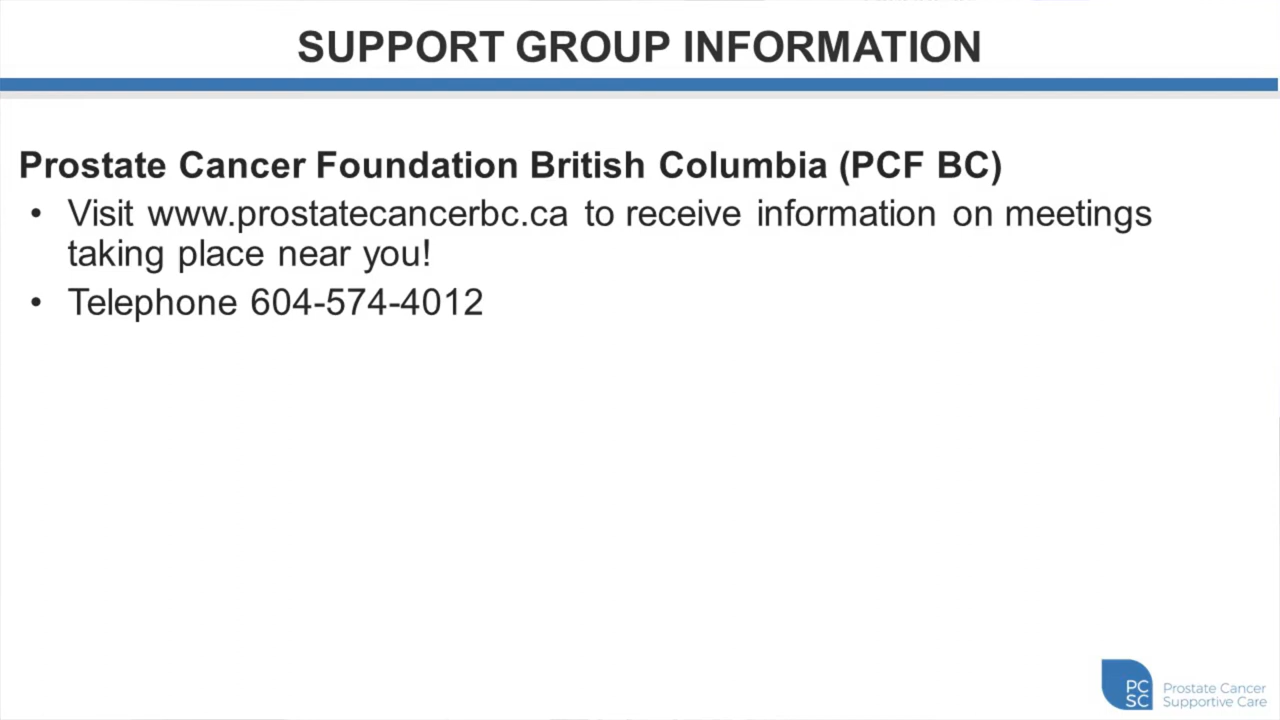 SUPPORT GROUP INFORMATION
Prostate Cancer Foundation British Columbia (PCF BC)
• Visit www.prostatecancerbc.ca to receive information on meetings
taking place near you!
• Telephone 604-574-4012
PC
SC
Prostate Cancer
Supportive Care